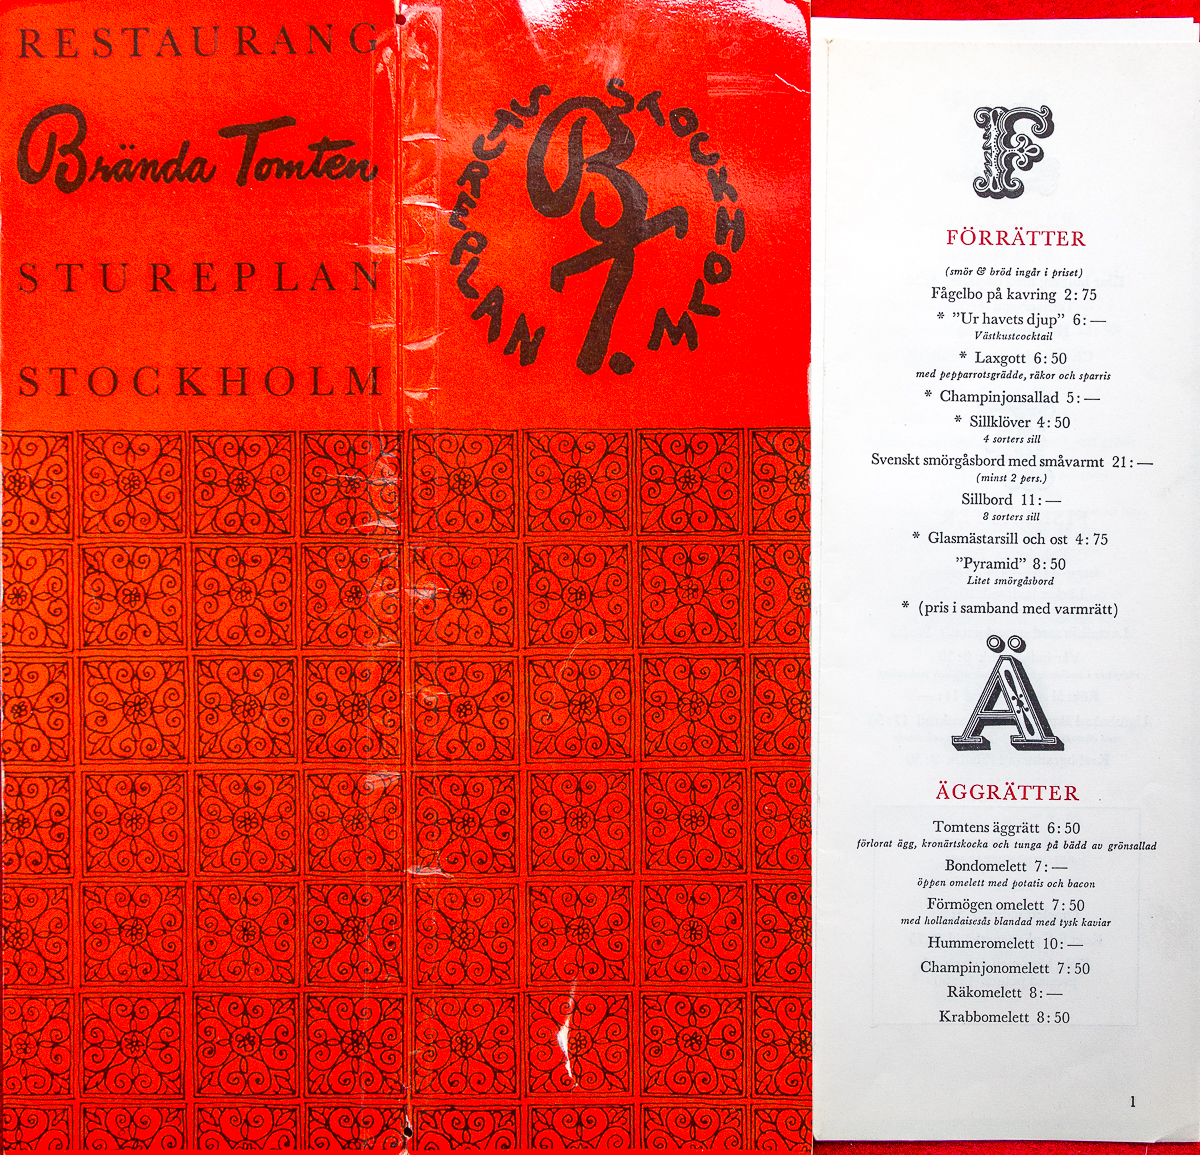 RESTAURANG
Brända Tomten
STUREPLAN
STOCKHOLM
STUREPLAN 15 STOCKHOLM
BT.
F
FÖRRÄTTER
(smör & bröd ingår i priset)
Fågelbo på kavring 2:75
* ”Ur havets djup” 6:—
Västkustcocktail
* Laxgott 6:50
med pepparrotsgrädde, räkor och sparris
* Champinjonsallad 5:—
* Sillklöver 4:50
4 sorters sill
Svenskt smörgåsbord med småvarmt 21:—
(minst 2 pers.)
Sillbord 11:—
8 sorters sill
* Glasmästarsill och ost 4:75
”Pyramid” 8:50
Litet smörgåsbord
* (pris i samband med varmrätt)
Ä
ÄGGRÄTTER
Tomtens äggrätt 6:50
förlorat ägg, kronärtskocka och tunga på bädd av grönsallad
Bondomelett 7:—
öppen omelett med potatis och bacon
Förmögen omelett 7:50
med hollandaisesås blandad med tysk kaviar
Hummeromelett 10:—
Champinjonomelett 7:50
Räkomelett 8:—
Krabbomelett 8:50
1